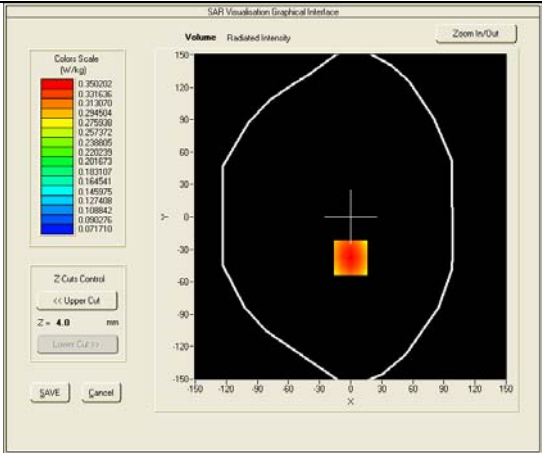 SAR Visualisation Graphical Interface
Volume Radiated Intensity
Zoom In/Out
Colors Scale
(W/kg)
0.350202
0.331636
0.313070
0.294504
0.275938
0.257372
0.238805
0.220239
0.201673
0.183107
0.164541
0.145975
0.127408
0.108842
0.090276
0.071710
150
120
90
60
30
0
-30
-60
-90
-120
-150
Y
-150 -120 -90 -60 -30 0 30 60 90 120 150
X
Z-Cuts Control
<< Upper Cut
Z = 4.0 mm
Lower Cut >>
SAVE Cancel